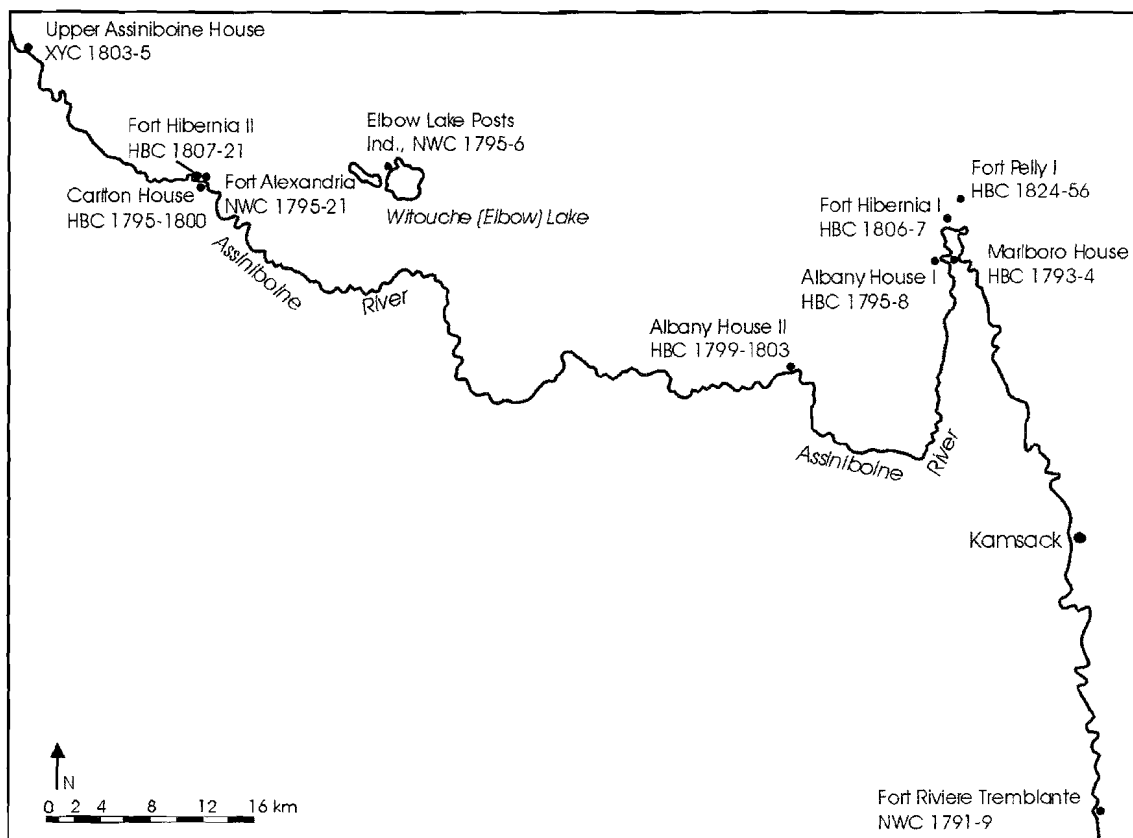 Upper Assiniboine House
XYC 1803-5
Fort Hibernia II
HBC 1807-21
Carlton House
HBC 1795-1800
Fort Alexandria
NWC 1795-21
Elbow Lake Posts
Ind., NWC 1795-6
Witouche (Elbow) Lake
Fort Pelly I
HBC 1824-56
Fort Hibernia I
HBC 1806-7
Albany House I
HBC 1795-8
Marlboro House
HBC 1793-4
Assiniboine
River
Albany House II
HBC 1799-1803
Assiniboine
River
Kamsack
N
0 2 4 8 12 16 km
Fort Riviere Tremblante
NWC 1791-9